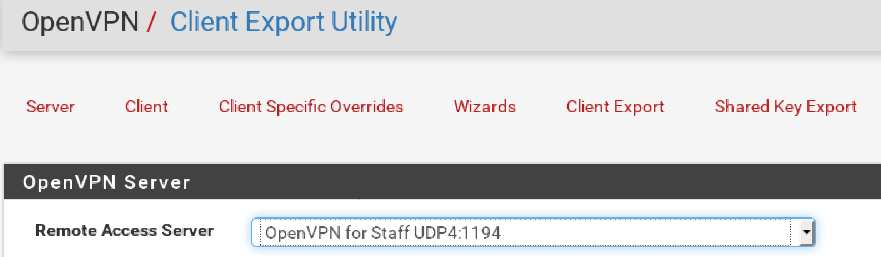 OpenVPN / Client Export Utility
Server Client Client Specific Overrides Wizards Client Export Shared Key Export
OpenVPN Server
Remote Access Server OpenVPN for Staff UDP4:1194